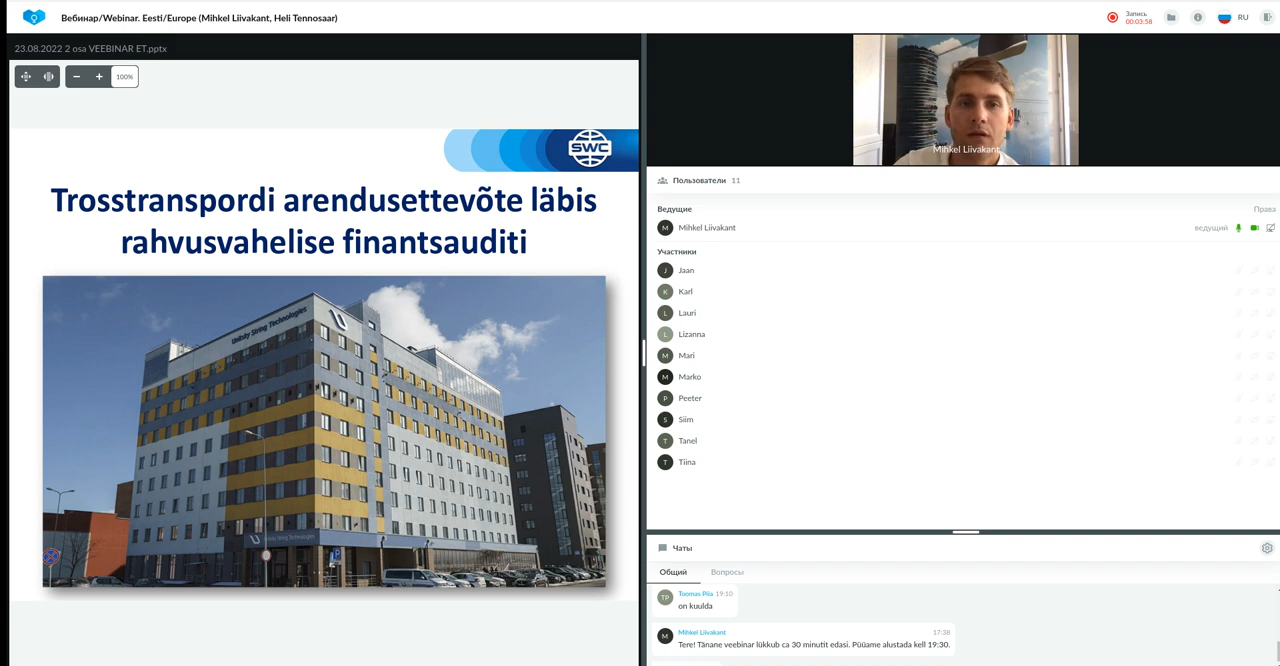 Вебинар/Webinar. Eesti/Europe (Mihkel Liivakant, Heli Tennosaar)
Запись
00:03:58
RU
23.08.2022 2 osa VEEBINAR ET.pptx
100%
SWC
Trosstranspordi arendusettevõte läbis
rahvusvahelise finantsauditi
Unitsky String Technologies
Unitsky String Technologies
P
Mihkel Liivakant
Пользователи 11
Ведущие
Права
M Mihkel Liivakant
ведущий
Участники
J Jaan
K Karl
L Lauri
L Lizanna
M Mari
M Marko
P Peeter
S Siim
T Tanel
T Tiina
Чаты
Общий
Вопросы
TP Toomas Piia 19:10
on kuulda
M Mihkel Liivakant 17:38
Tere! Tänane veebinar lükkub ca 30 minutit edasi. Püüame alustada kell 19:30.